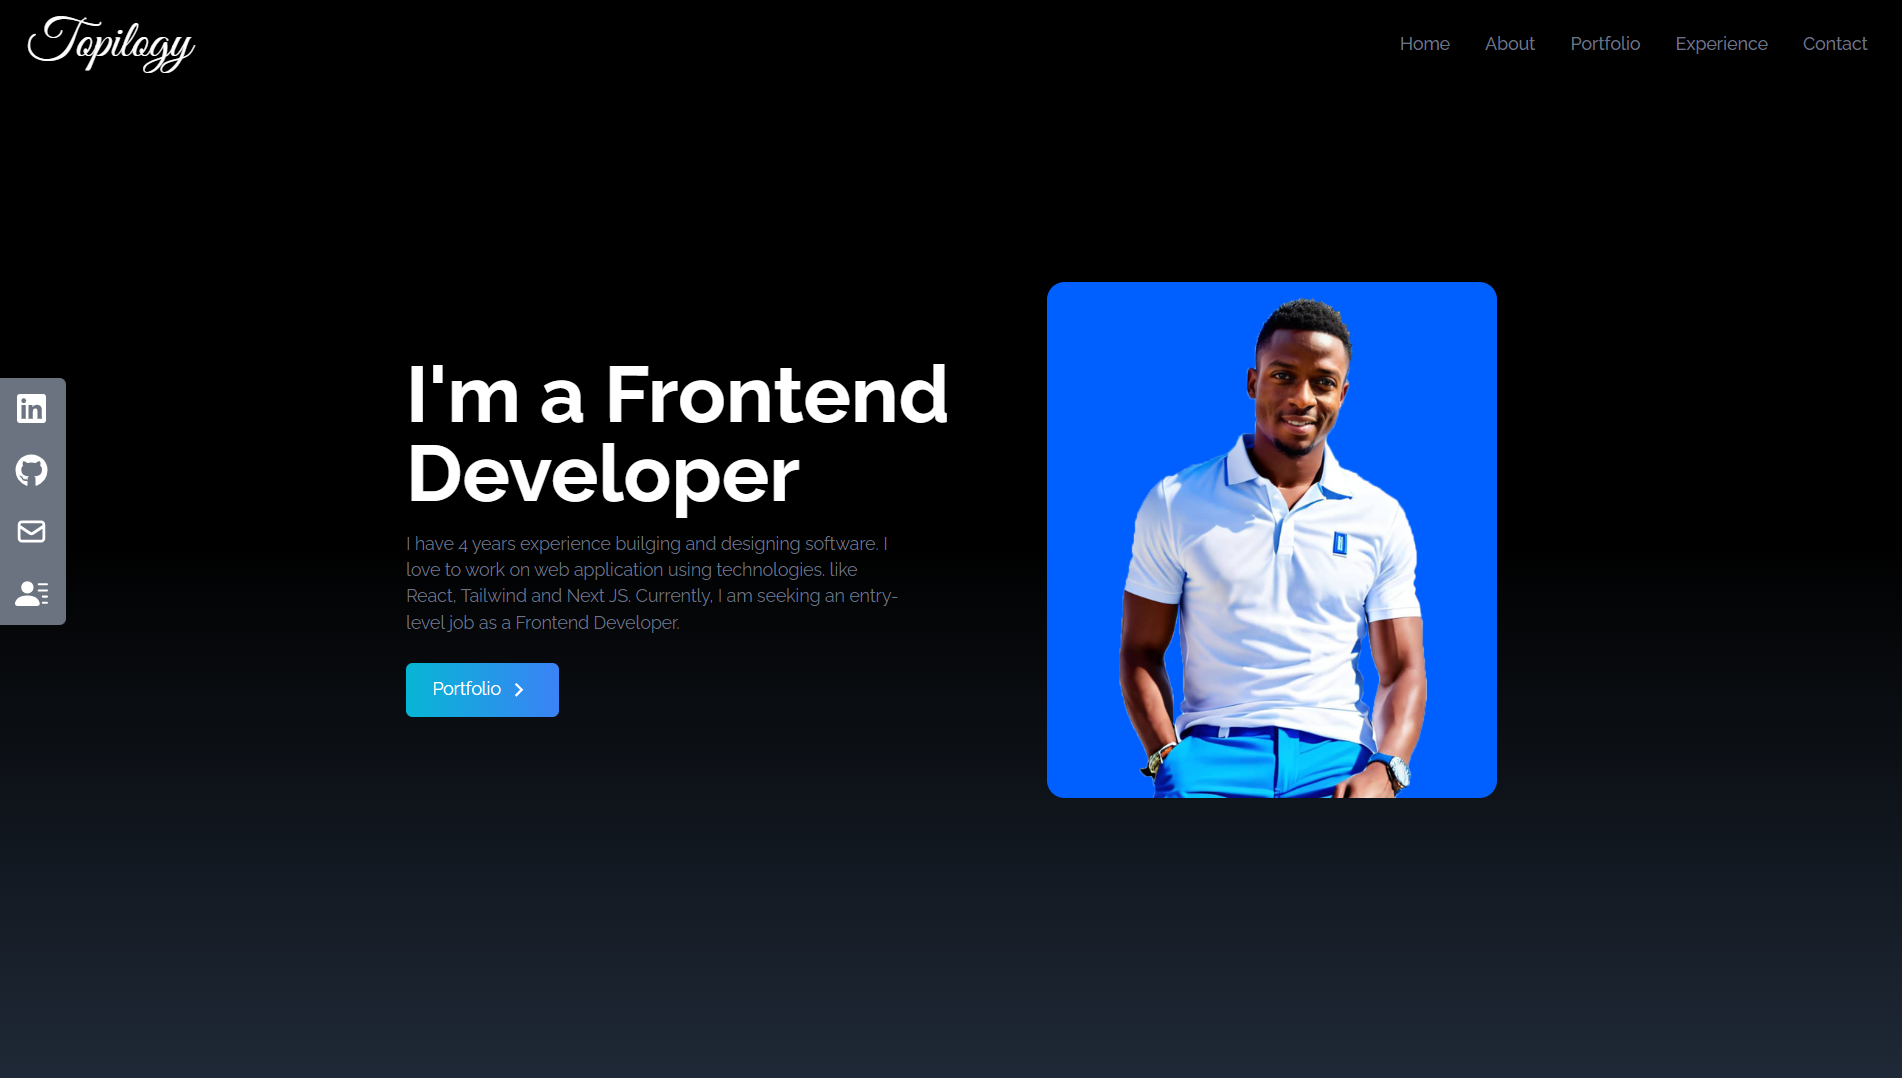 Topilogy
Home About Portfolio Experience Contact
I'm a Frontend
Developer
I have 4 years experience builging and designing software. I
love to work on web application using technologies. like
React, Tailwind and Next JS. Currently, I am seeking an entry-
level job as a Frontend Developer.
Portfolio
in